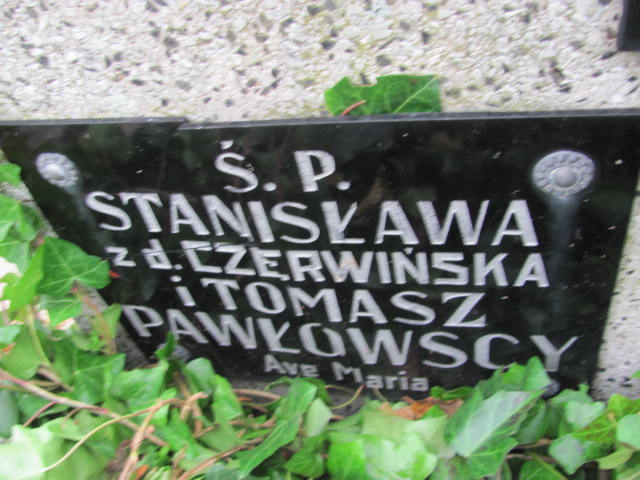 Ś. P.
STANISŁAWA
z d. CZERWIŃSKA
i TOMASZ
PAWŁOWSCY
Ave Maria